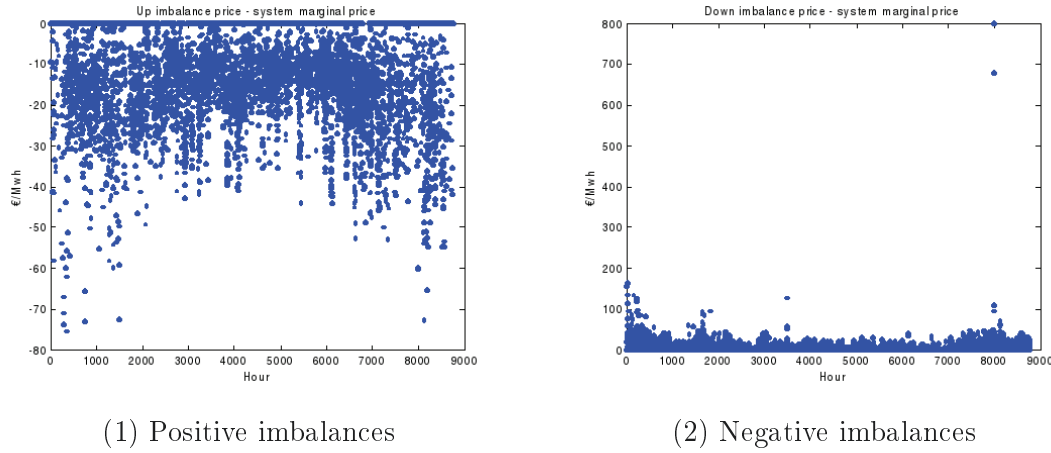 Up imbalance price - system marginal price
-0
-10
-20
-30
-40
-50
-60
-70
-80
€/Mwh
0 1000 2000 3000 4000 5000 6000 7000 8000 9000
Hour
(1) Positive imbalances
Down imbalance price - system marginal price
800
700
600
500
400
300
200
100
0
€/Mwh
0 1000 2000 3000 4000 5000 6000 7000 8000 9000
Hour
(2) Negative imbalances